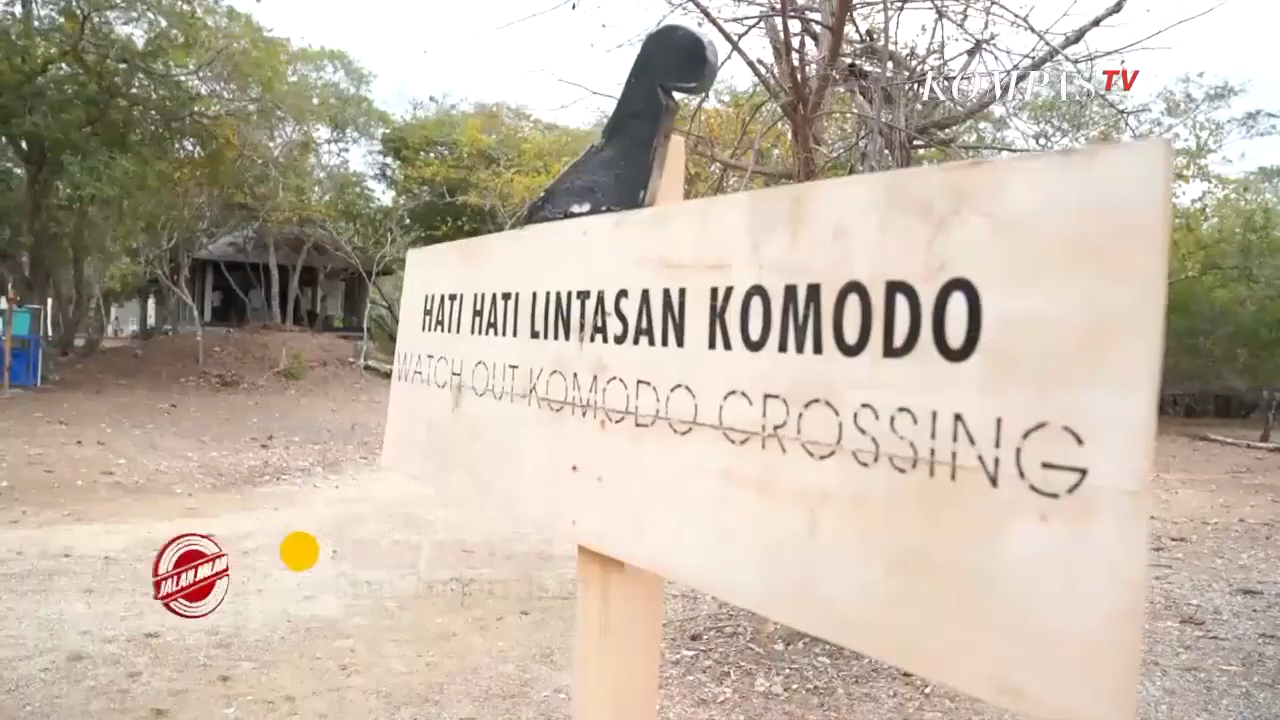 KOMPAS TV
HATI HATI LINTASAN KOMODO
WATCH OUT KOMODO CROSSING
JALAN JALAN